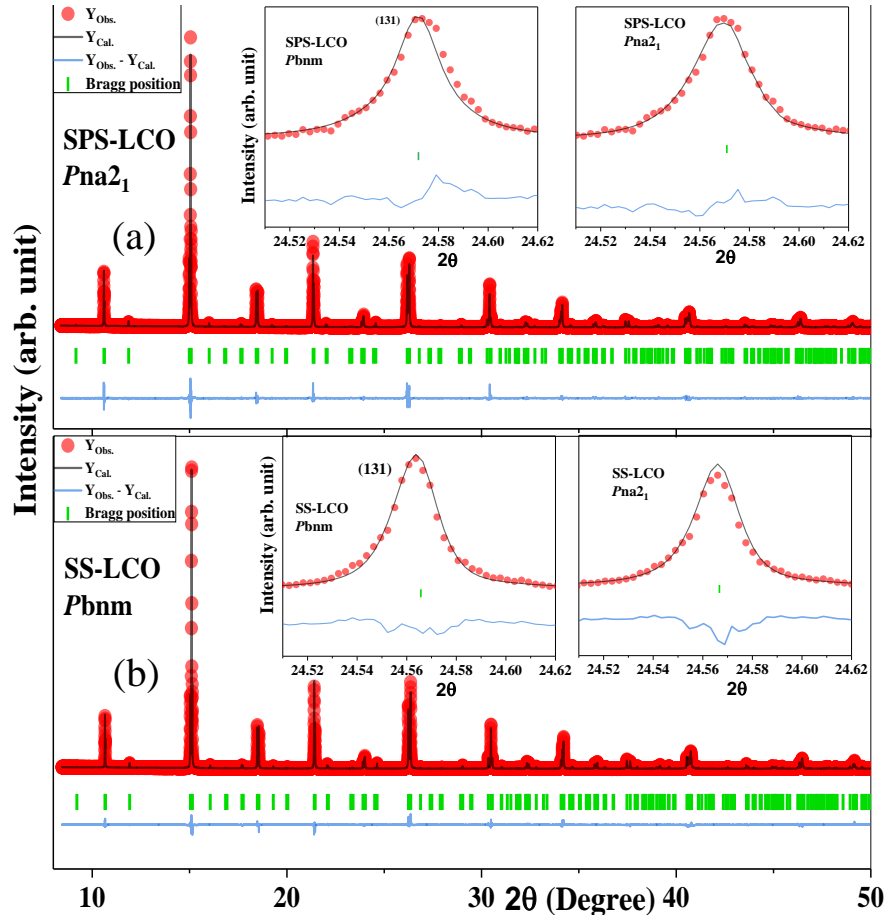 Intensity (arb. unit)
Y_Obs.
Y_Cal.
Y_Obs. - Y_Cal.
Bragg position
SPS-LCO
Pna2₁
(a)
Intensity (arb. unit)
SPS-LCO
Pbnm
(131)
24.52 24.54 24.56 24.58 24.60 24.62
2θ
SPS-LCO
Pna2₁
24.52 24.54 24.56 24.58 24.60 24.62
2θ
Y_Obs.
Y_Cal.
Y_Obs. - Y_Cal.
Bragg position
SS-LCO
Pbnm
(b)
Intensity (arb. unit)
(131)
SS-LCO
Pbnm
24.52 24.54 24.56 24.58 24.60 24.62
2θ
SS-LCO
Pna2₁
24.52 24.54 24.56 24.58 24.60 24.62
2θ
10 20 30 40 50
2θ (Degree)